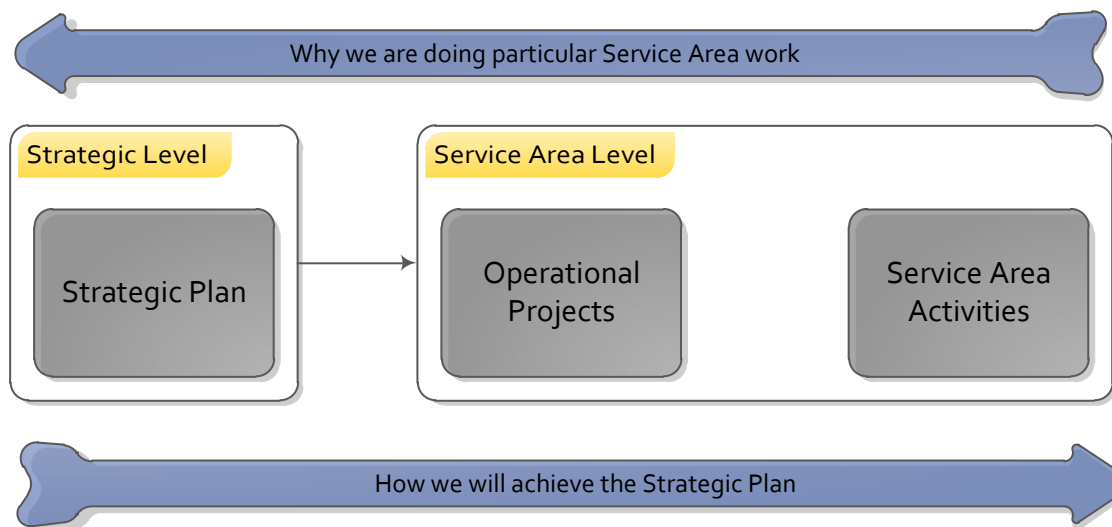 Why we are doing particular Service Area work
Strategic Level
Service Area Level
Strategic Plan
Operational
Projects
Service Area
Activities
How we will achieve the Strategic Plan